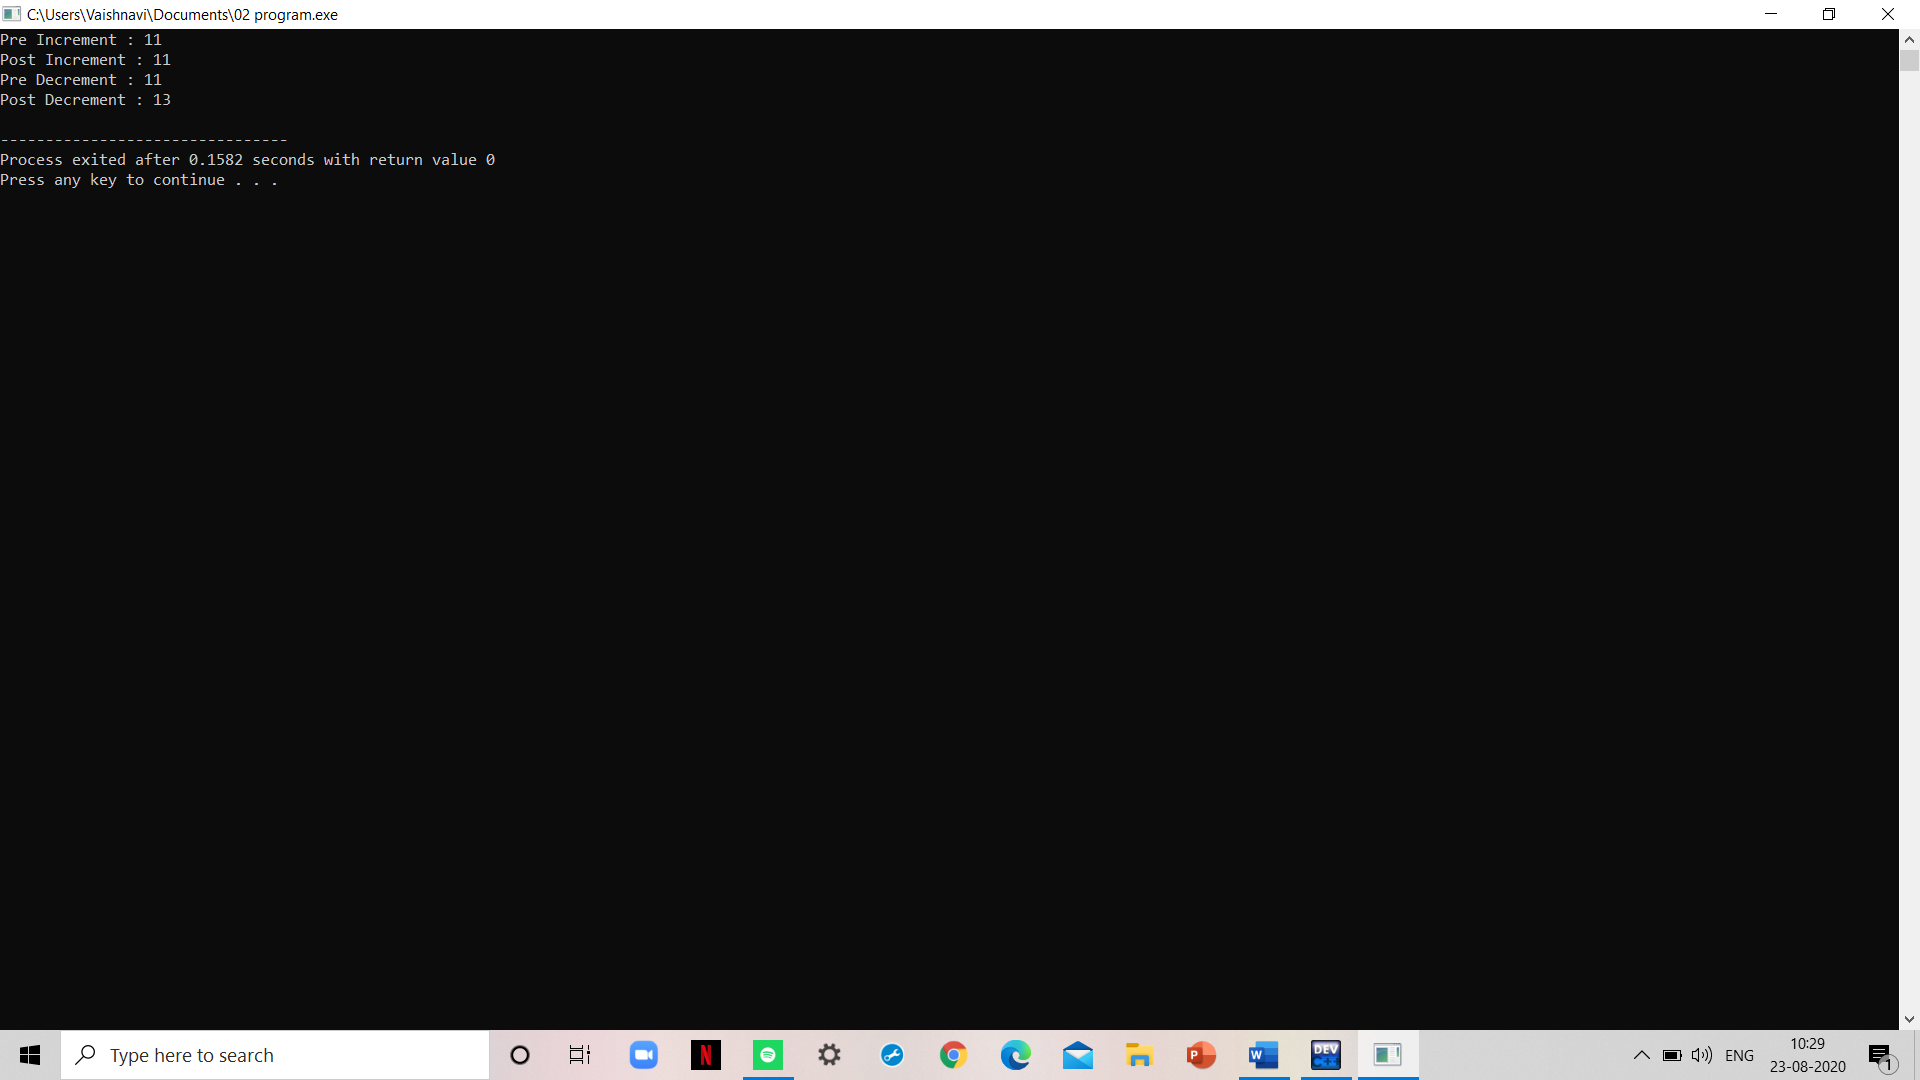 C:\Users\Vaishnavi\Documents\02 program.exe
Pre Increment : 11
Post Increment : 11
Pre Decrement : 11
Post Decrement : 13
--------------------------------
Process exited after 0.1582 seconds with return value 0
Press any key to continue . . .
Type here to search
N
P
W
DEV
C++
ENG
10:29
23-08-2020
1